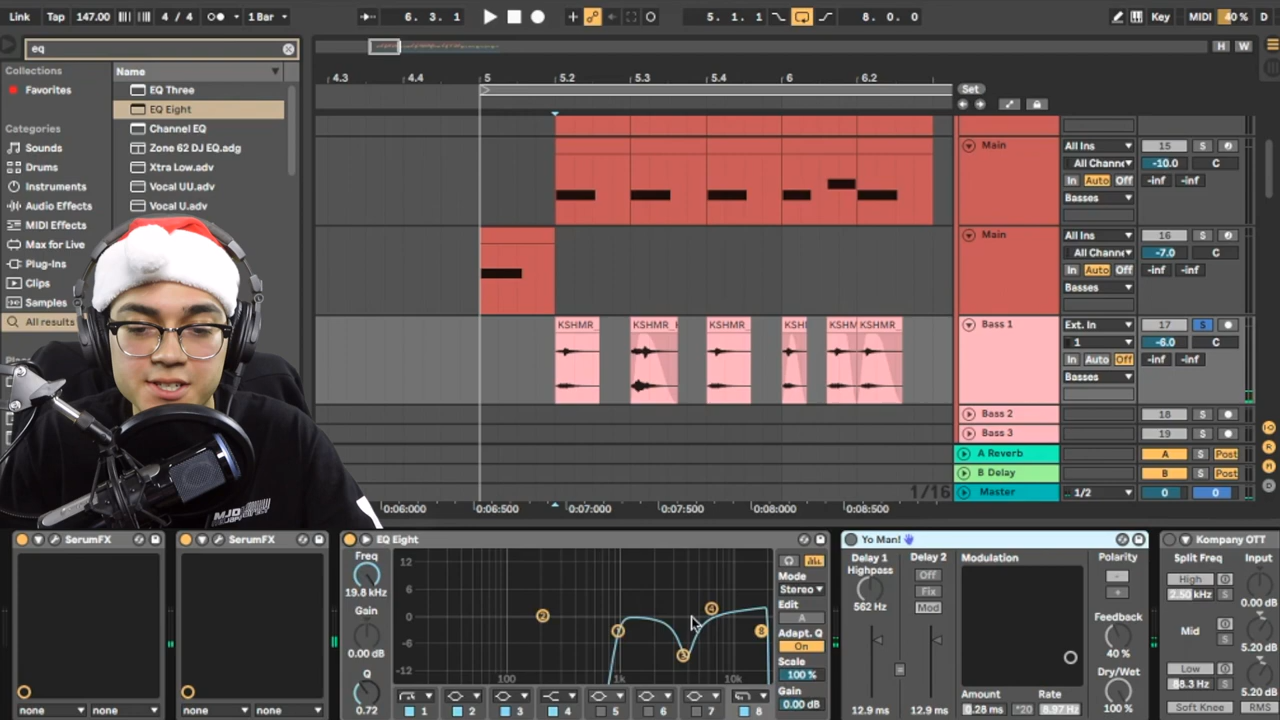 Link Tap 147.00 4 / 4 1 Bar 6. 3. 1 5. 1. 1 8. 0. 0 Key MIDI 40 % D
eq
H W
Collections
Favorites
Categories
Sounds
Drums
Instruments
Audio Effects
MIDI Effects
Max for Live
Plug-Ins
Clips
Samples
All results
Name
EQ Three
EQ Eight
Channel EQ
Zone 62 DJ EQ.adg
Xtra Low.adv
Vocal UU.adv
Vocal U.adv
4.3 4.4 5 5.2 5.3 5.4 6 6.2
Set
Main All Ins 15 S
All Channe -10.0 C
In Auto Off -inf -inf
Basses
Main All Ins 16 S
All Channe -7.0 C
In Auto Off -inf -inf
Basses
KSHMR_ KSHMR_ KSHMR_ KSHI KSHM KSHMR_
Bass 1 Ext. In 17 S
1 -6.0 C
In Auto Off -inf -inf
Basses
Bass 2 18 S
Bass 3 19 S
A Reverb A S Post
B Delay B S Post
1/16
Master 1/2 0 0
0:06:000 0:06:500 0:07:000 0:07:500 0:08:000 0:08:500
MJD
SerumFX
none none
SerumFX
none none
EQ Eight
Freq
19.8 kHz
Gain
0.00 dB
Q
0.72
12
6
0
-6
-12
100 1k 10k
1 2 3 4 5 6 7 8
Mode
Stereo
Edit
A
Adapt. Q
On
Scale
100 %
Gain
0.00 dB
Yo Man!
Delay 1 Delay 2 Modulation Polarity
Highpass Off
562 Hz Fix
Mod
12.9 ms 12.9 ms
Amount Rate
0.28 ms *20 8.97 Hz
- +
Feedback
40 %
Dry/Wet
100 %
Kompany OTT
Split Freq Input
High
2.50 kHz S 0.00 dB
Mid S 5.20 dB
Low
88.3 Hz S 5.20 dB
Soft Knee RMS